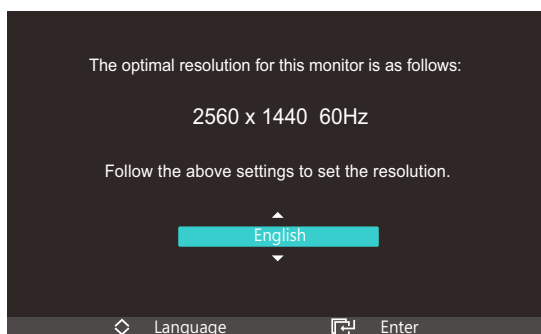 The optimal resolution for this monitor is as follows:
2560 x 1440 60Hz
Follow the above settings to set the resolution.
English
Language Enter